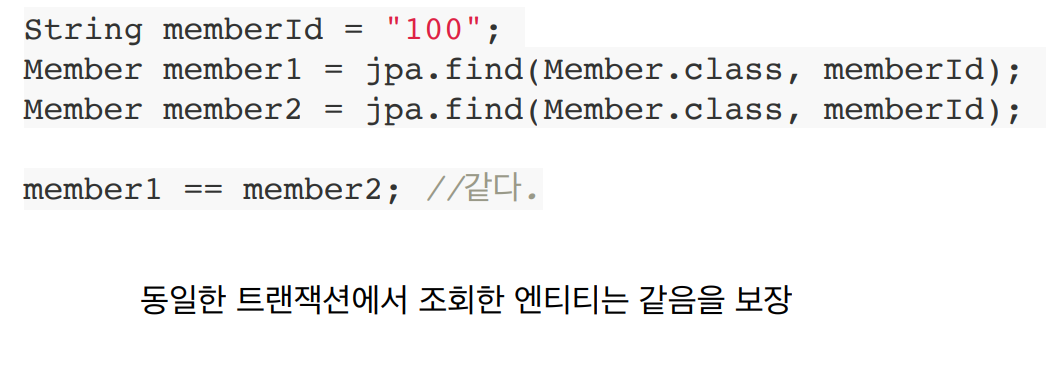 String memberId = "100";
Member member1 = jpa.find(Member.class, memberId);
Member member2 = jpa.find(Member.class, memberId);
member1 == member2; //같다.
동일한 트랜잭션에서 조회한 엔티티는 같음을 보장